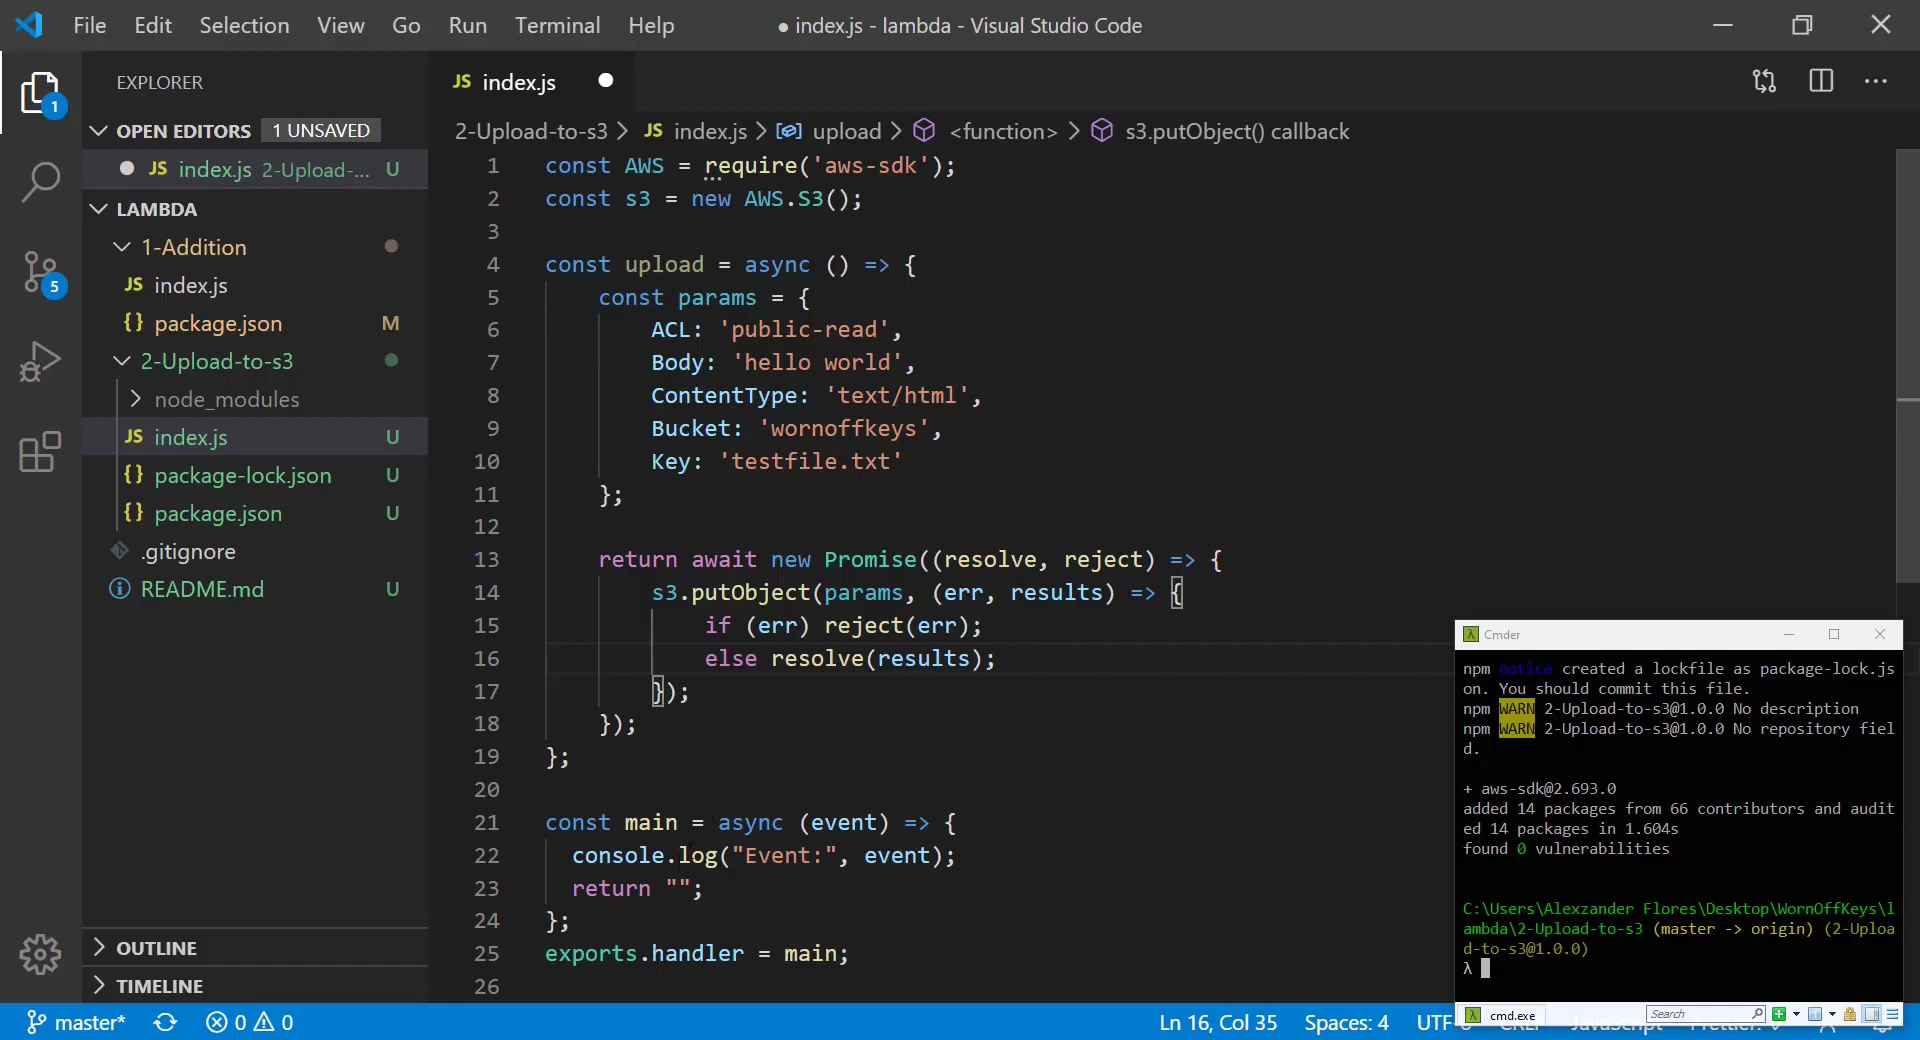 File Edit Selection View Go Run Terminal Help
● index.js - lambda - Visual Studio Code
EXPLORER
OPEN EDITORS 1 UNSAVED
JS index.js 2-Upload-... U
LAMBDA
1-Addition
JS index.js
{} package.json M
2-Upload-to-s3
node_modules
JS index.js U
{} package-lock.json U
{} package.json U
.gitignore
README.md U
OUTLINE
TIMELINE
1
5
JS index.js
2-Upload-to-s3 > JS index.js > upload > <function> > s3.putObject() callback
1 const AWS = require('aws-sdk');
2 const s3 = new AWS.S3();
3
4 const upload = async () => {
5 const params = {
6 ACL: 'public-read',
7 Body: 'hello world',
8 ContentType: 'text/html',
9 Bucket: 'wornoffkeys',
10 Key: 'testfile.txt'
11 };
12
13 return await new Promise((resolve, reject) => {
14 s3.putObject(params, (err, results) => {
15 if (err) reject(err);
16 else resolve(results);
17 });
18 });
19 };
20
21 const main = async (event) => {
22 console.log("Event:", event);
23 return "";
24 };
25 exports.handler = main;
26
Cmder
npm notice created a lockfile as package-lock.js
on. You should commit this file.
npm WARN 2-Upload-to-s3@1.0.0 No description
npm WARN 2-Upload-to-s3@1.0.0 No repository fiel
d.
+ aws-sdk@2.693.0
added 14 packages from 66 contributors and audit
ed 14 packages in 1.604s
found 0 vulnerabilities
C:\Users\Alexzander Flores\Desktop\WornOffKeys\l
ambda\2-Upload-to-s3 (master -> origin) (2-Uploa
d-to-s3@1.0.0)
λ
cmd.exe Search
master* 0 0 Ln 16, Col 35 Spaces: 4